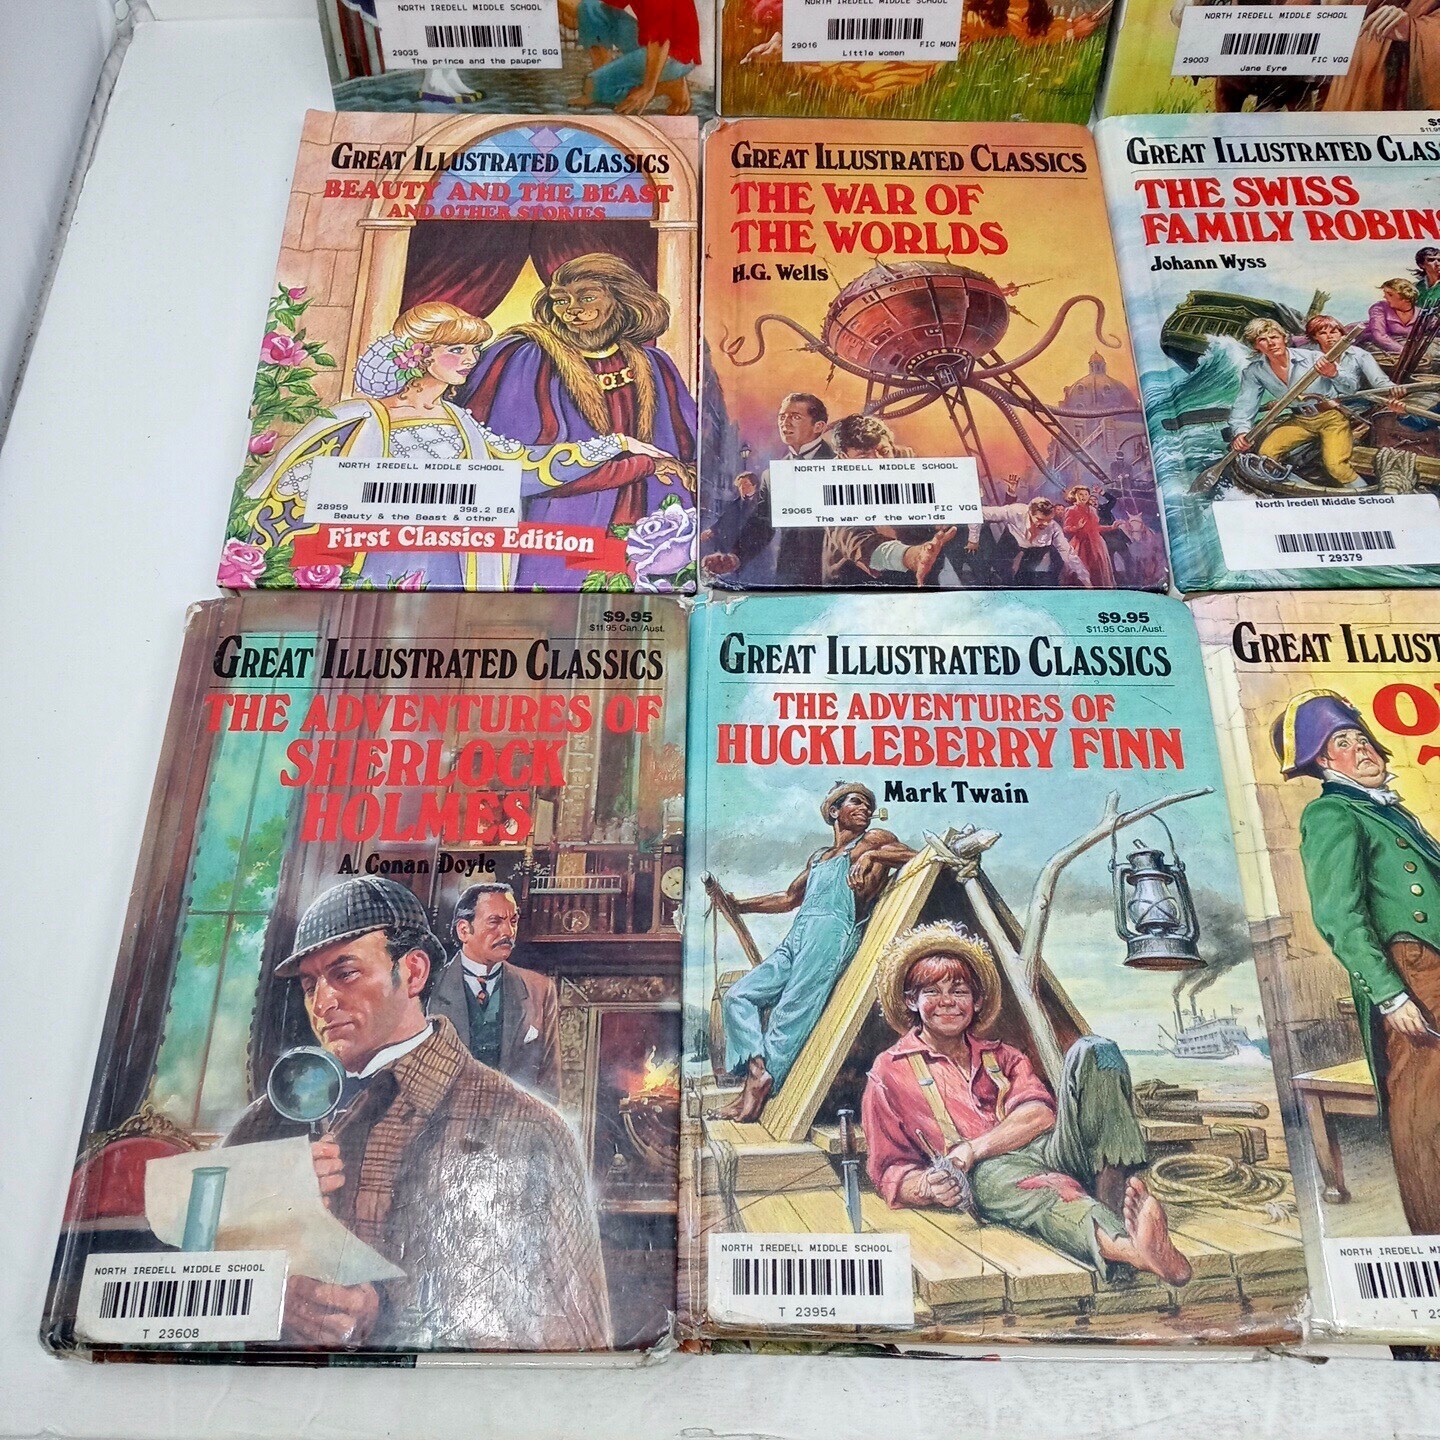 NORTH IREDELL MIDDLE SCHOOL
29035 FIC BOG
The prince and the pauper
NORTH IREDELL MIDDLE SCHOOL
29016 FIC MON
Little women
NORTH IREDELL MIDDLE SCHOOL
29003 FIC VOG
Jane Eyre
GREAT ILLUSTRATED CLASSICS
BEAUTY AND THE BEAST
AND OTHER STORIES
NORTH IREDELL MIDDLE SCHOOL
28959 398.2 BEA
Beauty & the Beast & other
First Classics Edition
GREAT ILLUSTRATED CLASSICS
THE WAR OF
THE WORLDS
H.G. Wells
NORTH IREDELL MIDDLE SCHOOL
29065 FIC VOG
The war of the worlds
GREAT ILLUSTRATED CLAS
THE SWISS
FAMILY ROBIN
Johann Wyss
North Iredell Middle School
T 29379
$9.95
$11.95 Can./Aust.
GREAT ILLUSTRATED CLASSICS
THE ADVENTURES OF
SHERLOCK
HOLMES
A. Conan Doyle
NORTH IREDELL MIDDLE SCHOOL
T 23608
$9.95
$11.95 Can./Aust.
GREAT ILLUSTRATED CLASSICS
THE ADVENTURES OF
HUCKLEBERRY FINN
Mark Twain
NORTH IREDELL MIDDLE SCHOOL
T 23954
GREAT ILLUST
O
T
NORTH IREDELL M
T 23